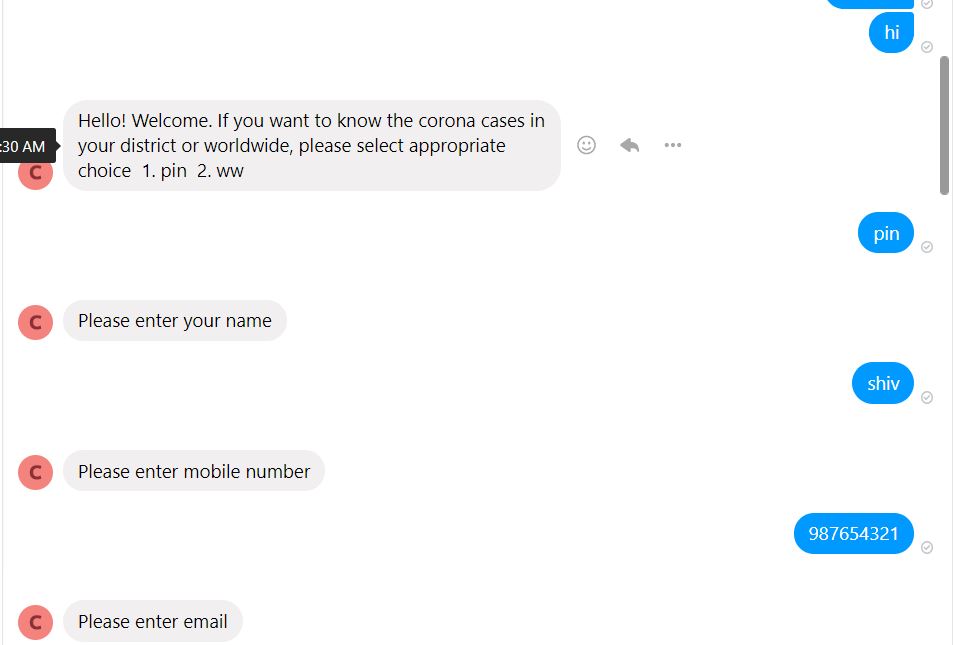 hi
Hello! Welcome. If you want to know the corona cases in
your district or worldwide, please select appropriate
choice 1. pin 2. ww
:30 AM
C
pin
C
Please enter your name
shiv
C
Please enter mobile number
987654321
C
Please enter email